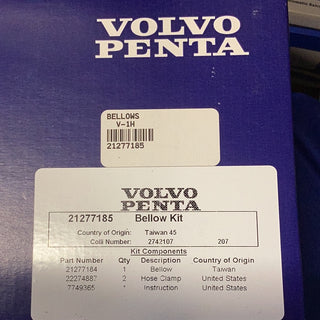 VOLVO
PENTA
BELLOWS
V-1H
21277185
VOLVO
PENTA
21277185 Bellow Kit
Country of Origin: Taiwan 45
Colli Number: 2742107 207
Kit Components
Part Number Qty Description Country of Origin
21277184 1 Bellow Taiwan
22274887 2 Hose Clamp United States
7749365 * Instruction United States